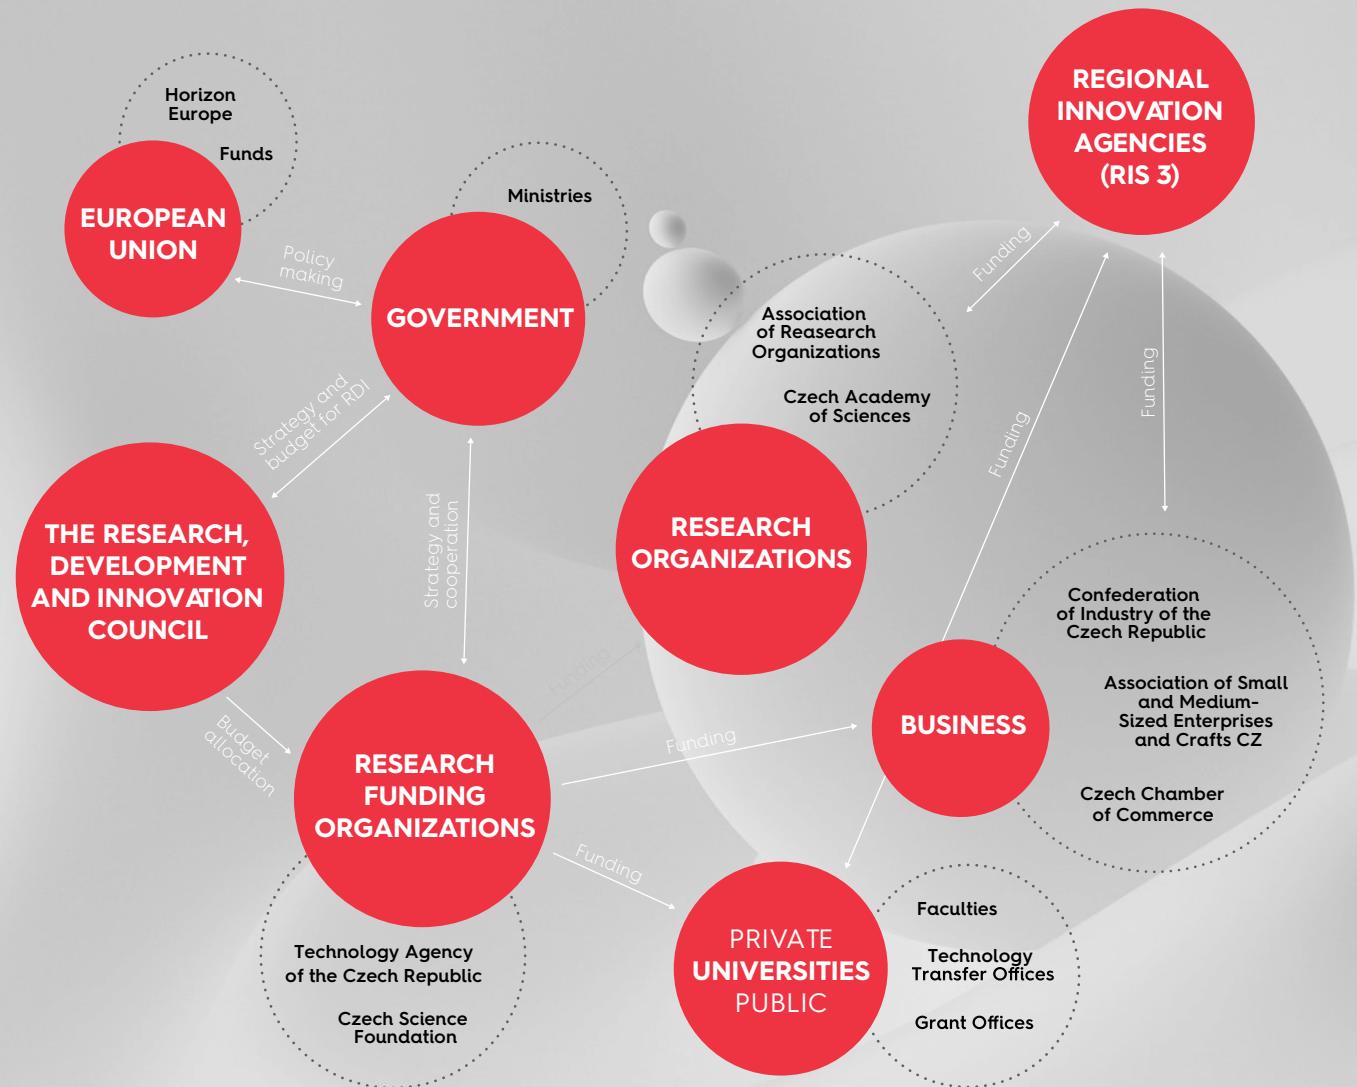 Horizon
Europe
Funds
EUROPEAN
UNION
Policy
making
Ministries
GOVERNMENT
REGIONAL
INNOVATION
AGENCIES
(RIS 3)
Funding
Funding
Funding
Association
of Reasearch
Organizations
Czech Academy
of Sciences
RESEARCH
ORGANIZATIONS
Strategy and
budget for RDI
THE RESEARCH,
DEVELOPMENT
AND INNOVATION
COUNCIL
Strategy and
cooperation
Budget
allocation
Funding
Funding
Funding
RESEARCH
FUNDING
ORGANIZATIONS
Technology Agency
of the Czech Republic
Czech Science
Foundation
BUSINESS
Confederation
of Industry of the
Czech Republic
Association of Small
and Medium-
Sized Enterprises
and Crafts CZ
Czech Chamber
of Commerce
PRIVATE
UNIVERSITIES
PUBLIC
Faculties
Technology
Transfer Offices
Grant Offices